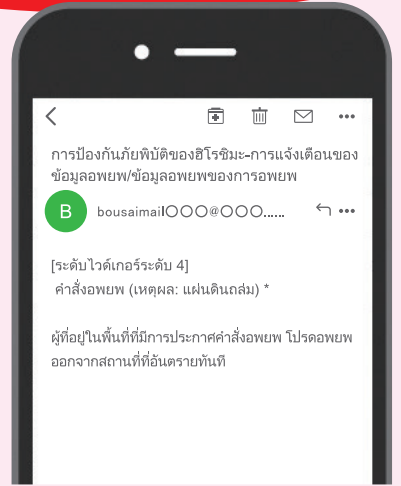 การป้องกันภัยพิบัติของฮิโรชิมะ-การแจ้งเตือนของ
ข้อมูลอพยพ/ข้อมูลอพยพของการอพยพ
B bousaimail〇〇〇@〇〇〇......
[ระดับไวด์เกอร์ระดับ 4]
คำสั่งอพยพ (เหตุผล: แผ่นดินถล่ม) *
ผู้ที่อยู่ในพื้นที่ที่มีการประกาศคำสั่งอพยพ โปรดอพยพ
ออกจากสถานที่ที่อันตรายทันที